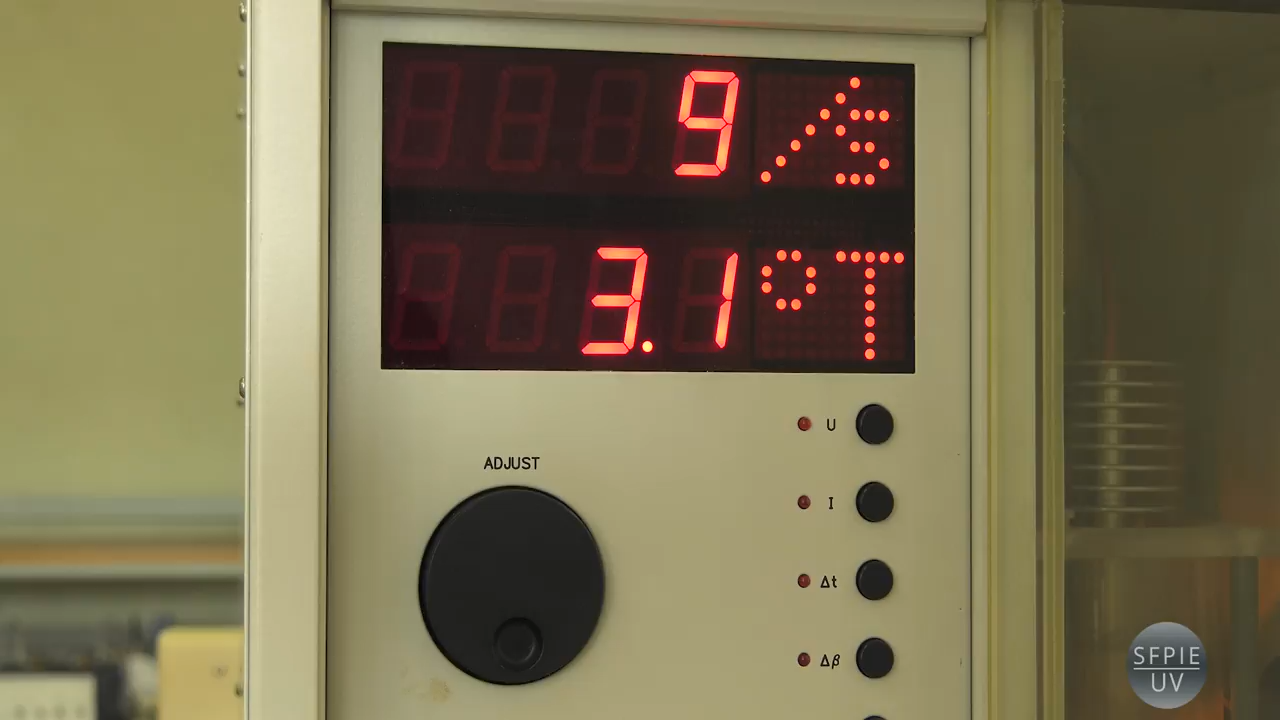 9 /s
3.1 °T
U
ADJUST
I
Δt
Δβ
SFPIE
UV